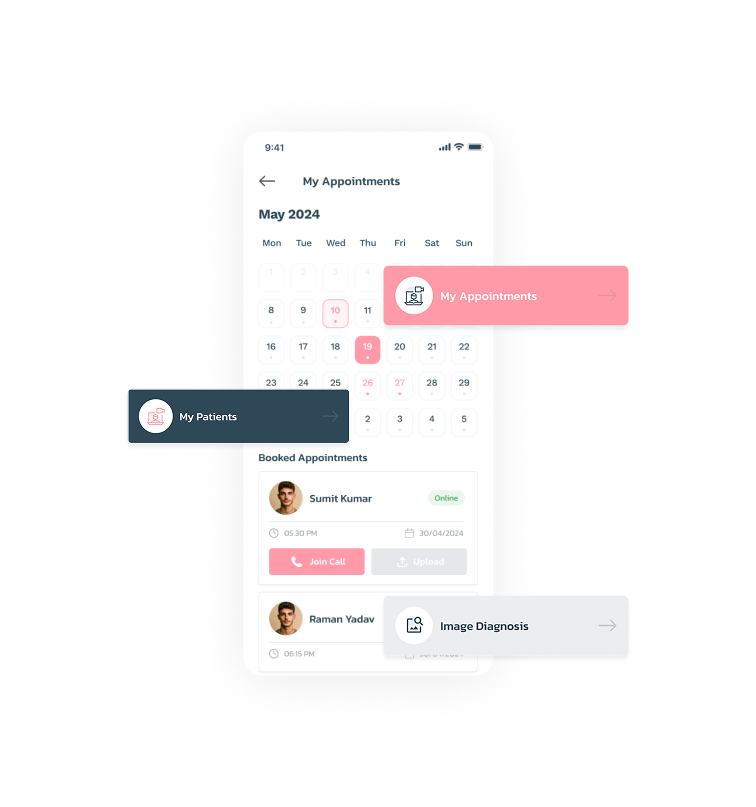 9:41
My Appointments
May 2024
Mon Tue Wed Thu Fri Sat Sun
1 2 3 4
My Appointments
8 9 10 11
16 17 18 19 20 21 22
23 24 25 26 27 28 29
My Patients
2 3 4 5
Booked Appointments
Sumit Kumar Online
05:30 PM 30/04/2024
Join Call Upload
Raman Yadav
Image Diagnosis
06:15 PM